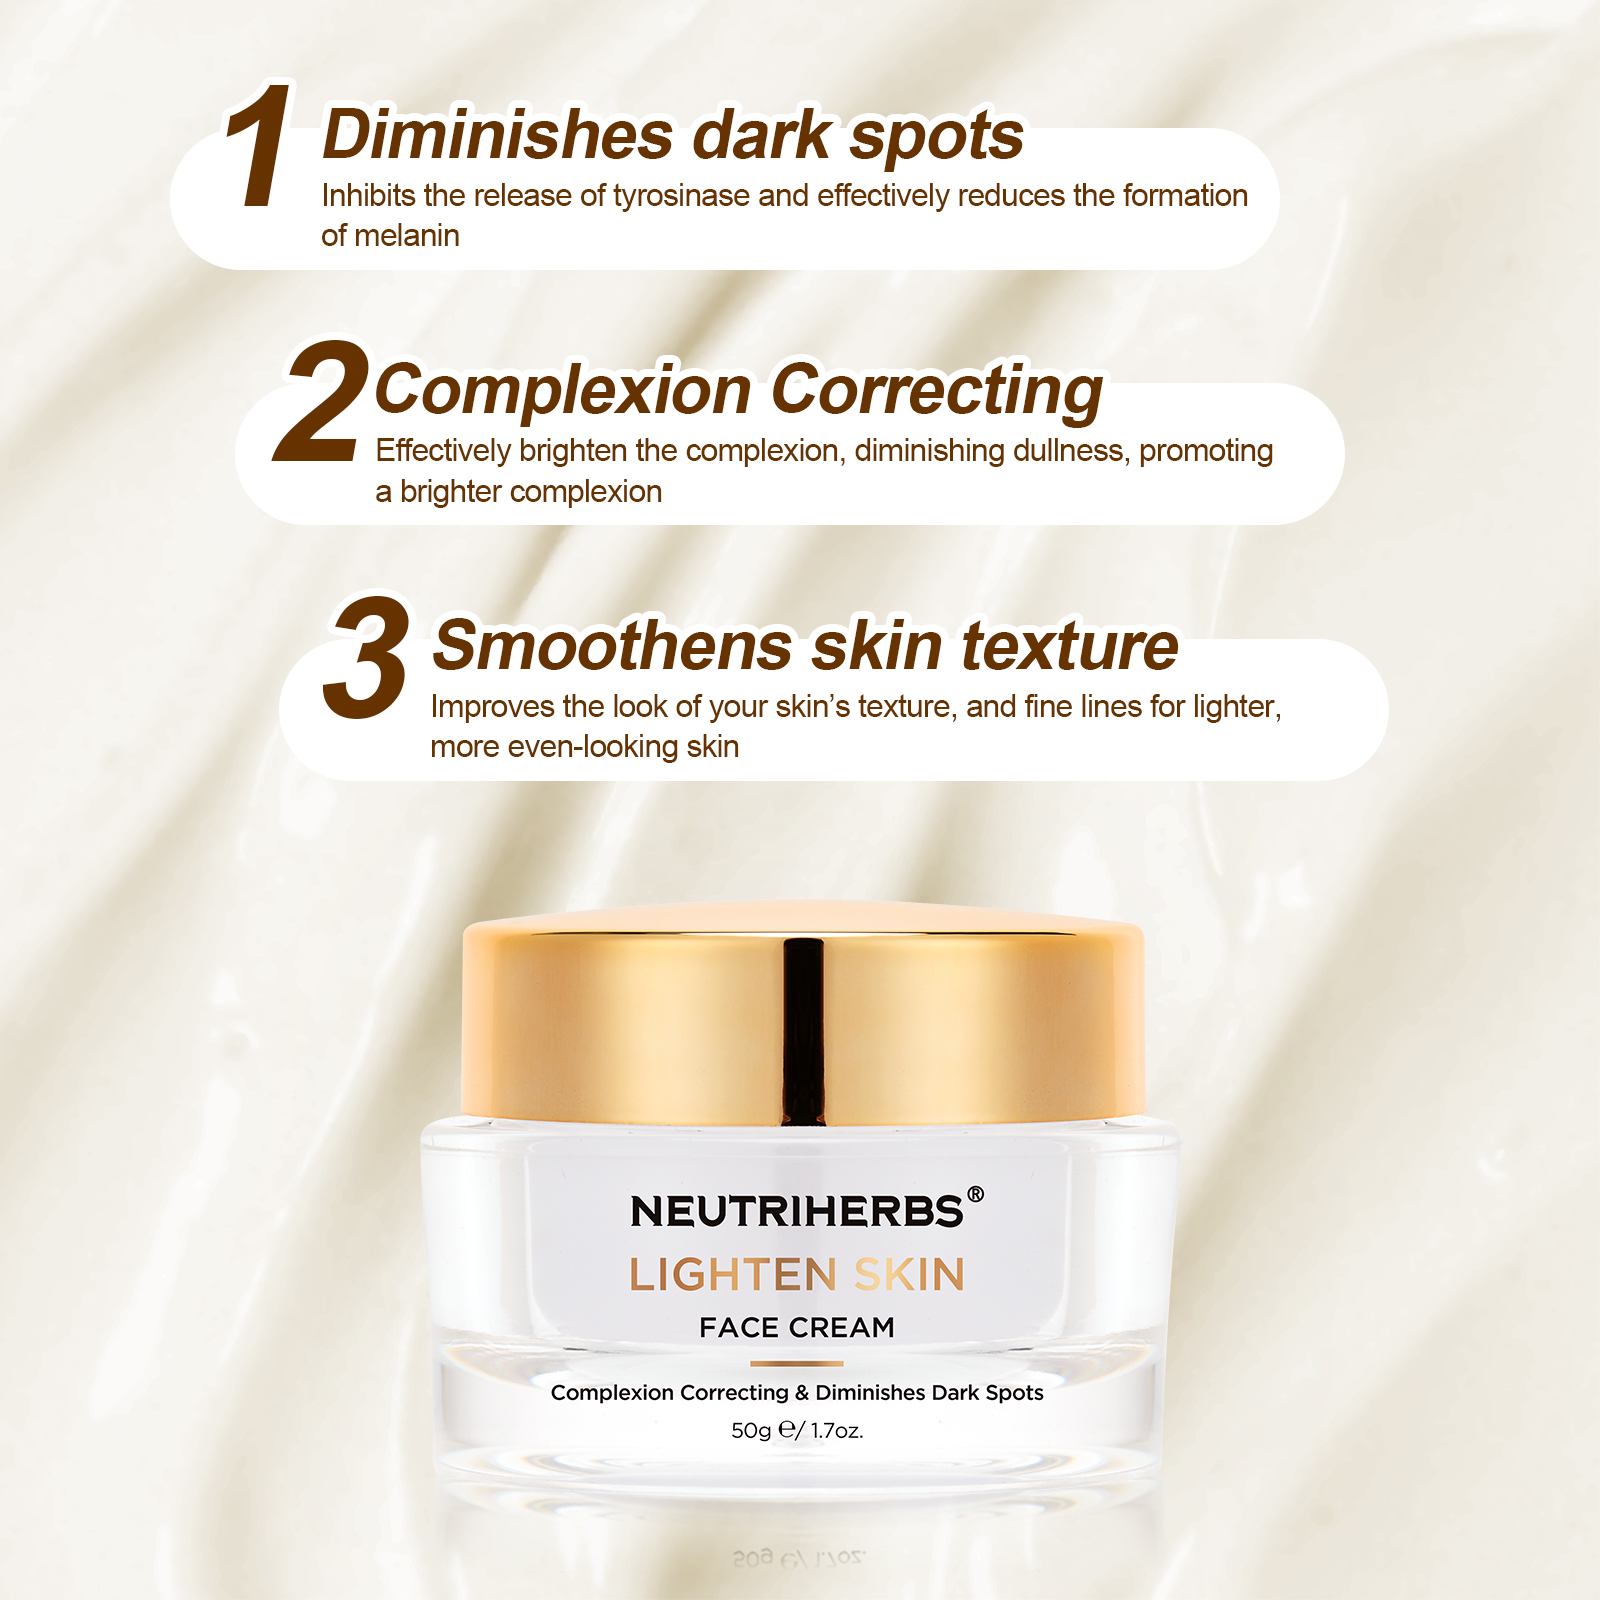 1
Diminishes dark spots
Inhibits the release of tyrosinase and effectively reduces the formation
of melanin
2
Complexion Correcting
Effectively brighten the complexion, diminishing dullness, promoting
a brighter complexion
3
Smoothens skin texture
Improves the look of your skin’s texture, and fine lines for lighter,
more even-looking skin
NEUTRIHERBS®
LIGHTEN SKIN
FACE CREAM
Complexion Correcting & Diminishes Dark Spots
50g ℮/ 1.7oz.